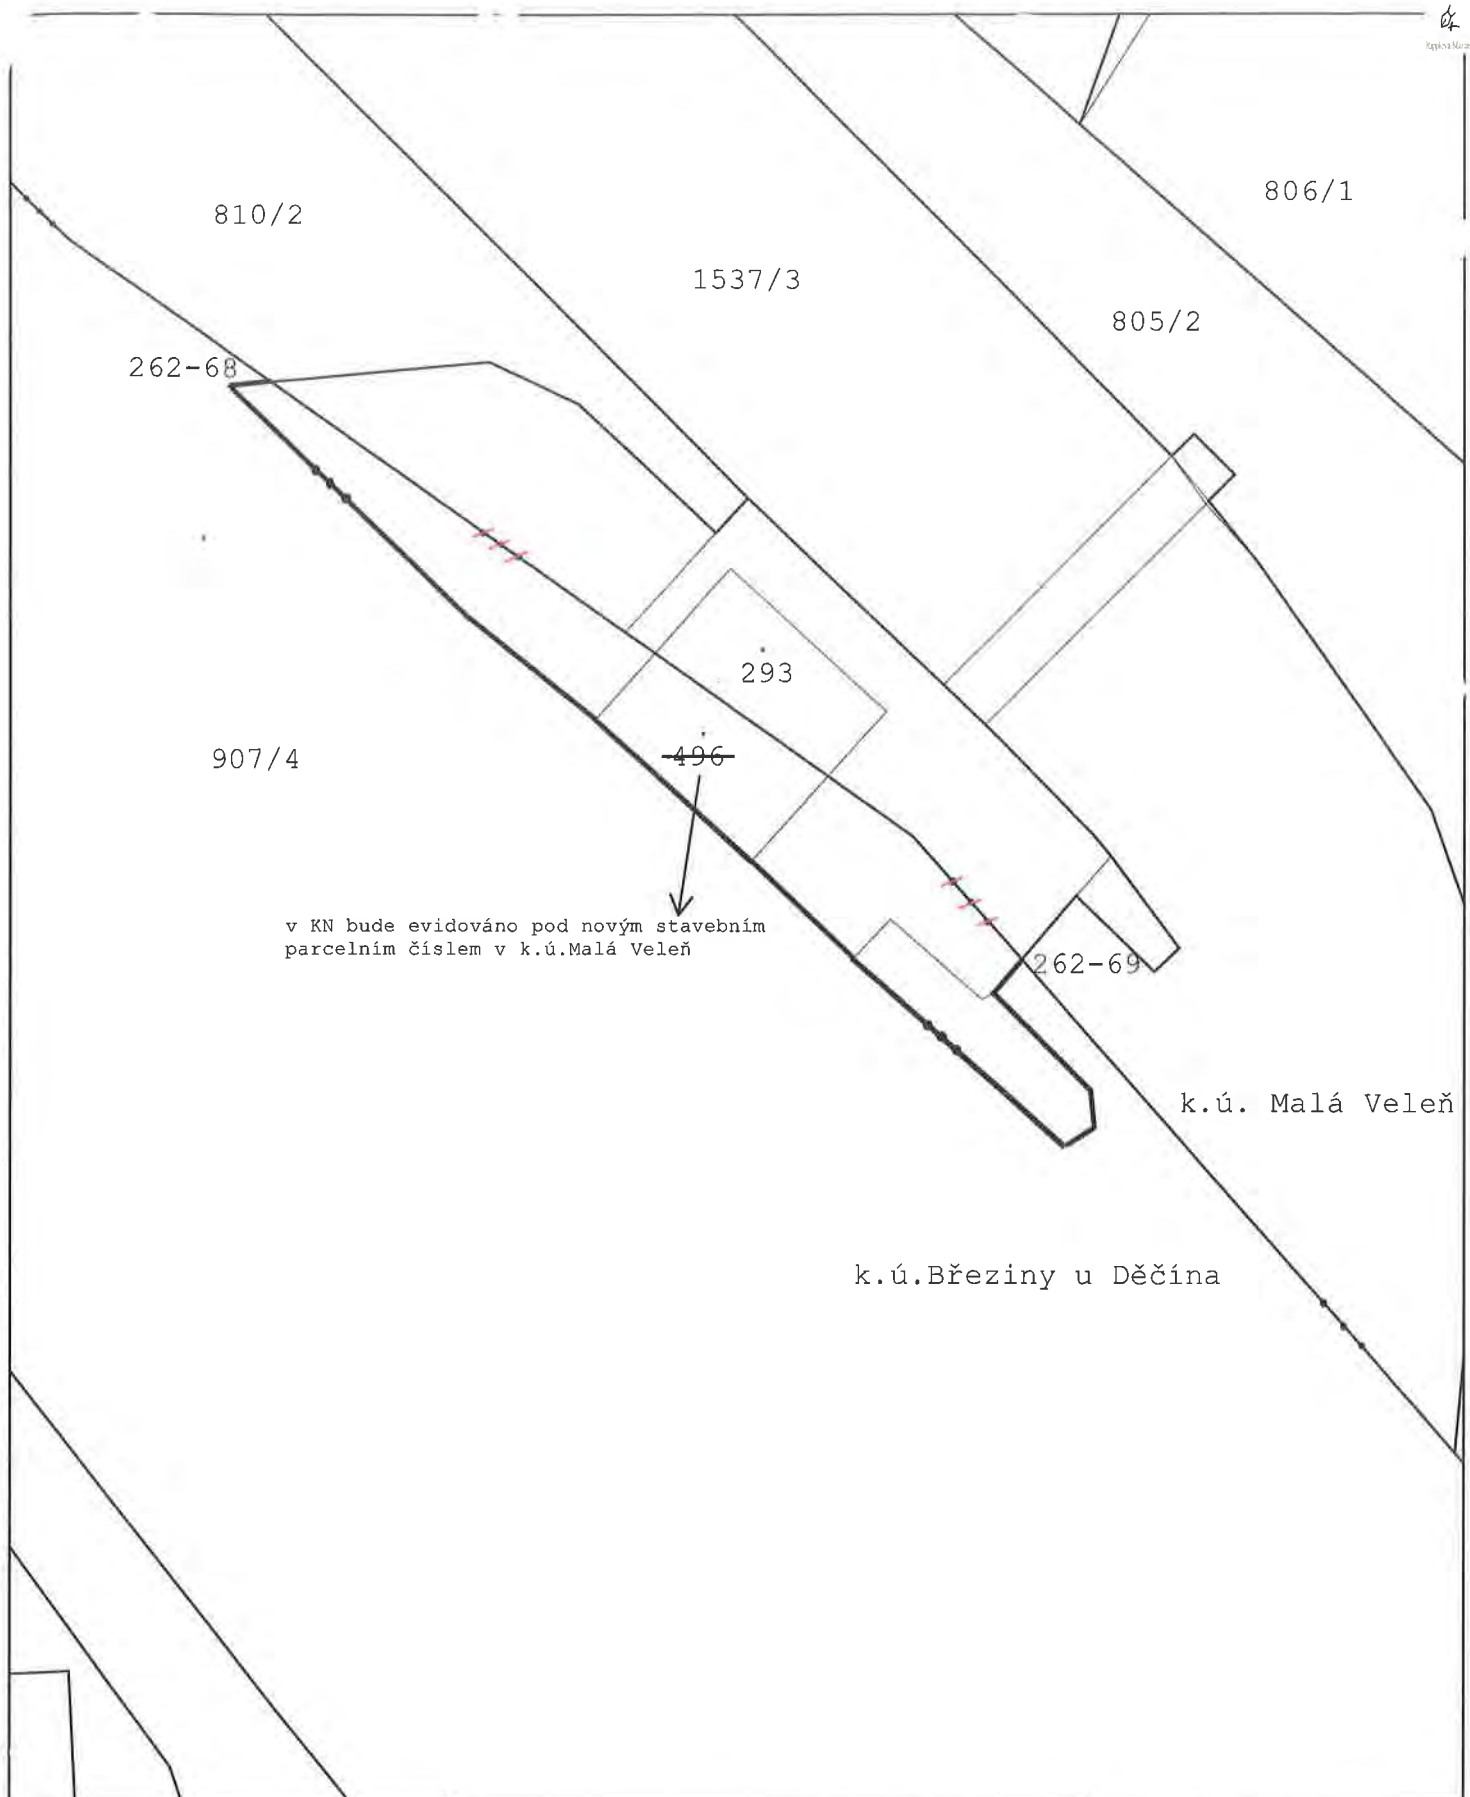 806/1
810/2
1537/3
805/2
262-68
293
496
907/4
v KN bude evidováno pod novým stavebním
parcelním číslem v k.ú.Malá Veleň
262-69
k.ú. Malá Veleň
k.ú.Březiny u Děčína